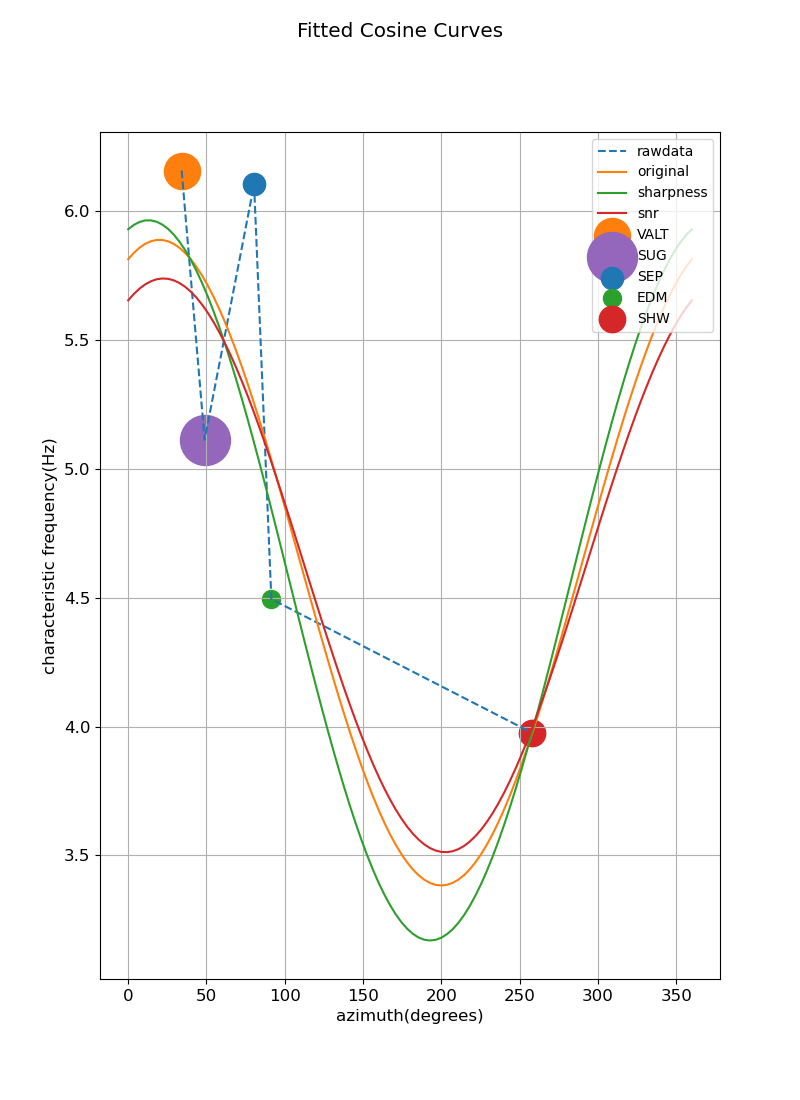 Fitted Cosine Curves
rawdata
original
sharpness
snr
VALT
SUG
SEP
EDM
SHW
characteristic frequency(Hz)
6.0
5.5
5.0
4.5
4.0
3.5
0 50 100 150 200 250 300 350
azimuth(degrees)